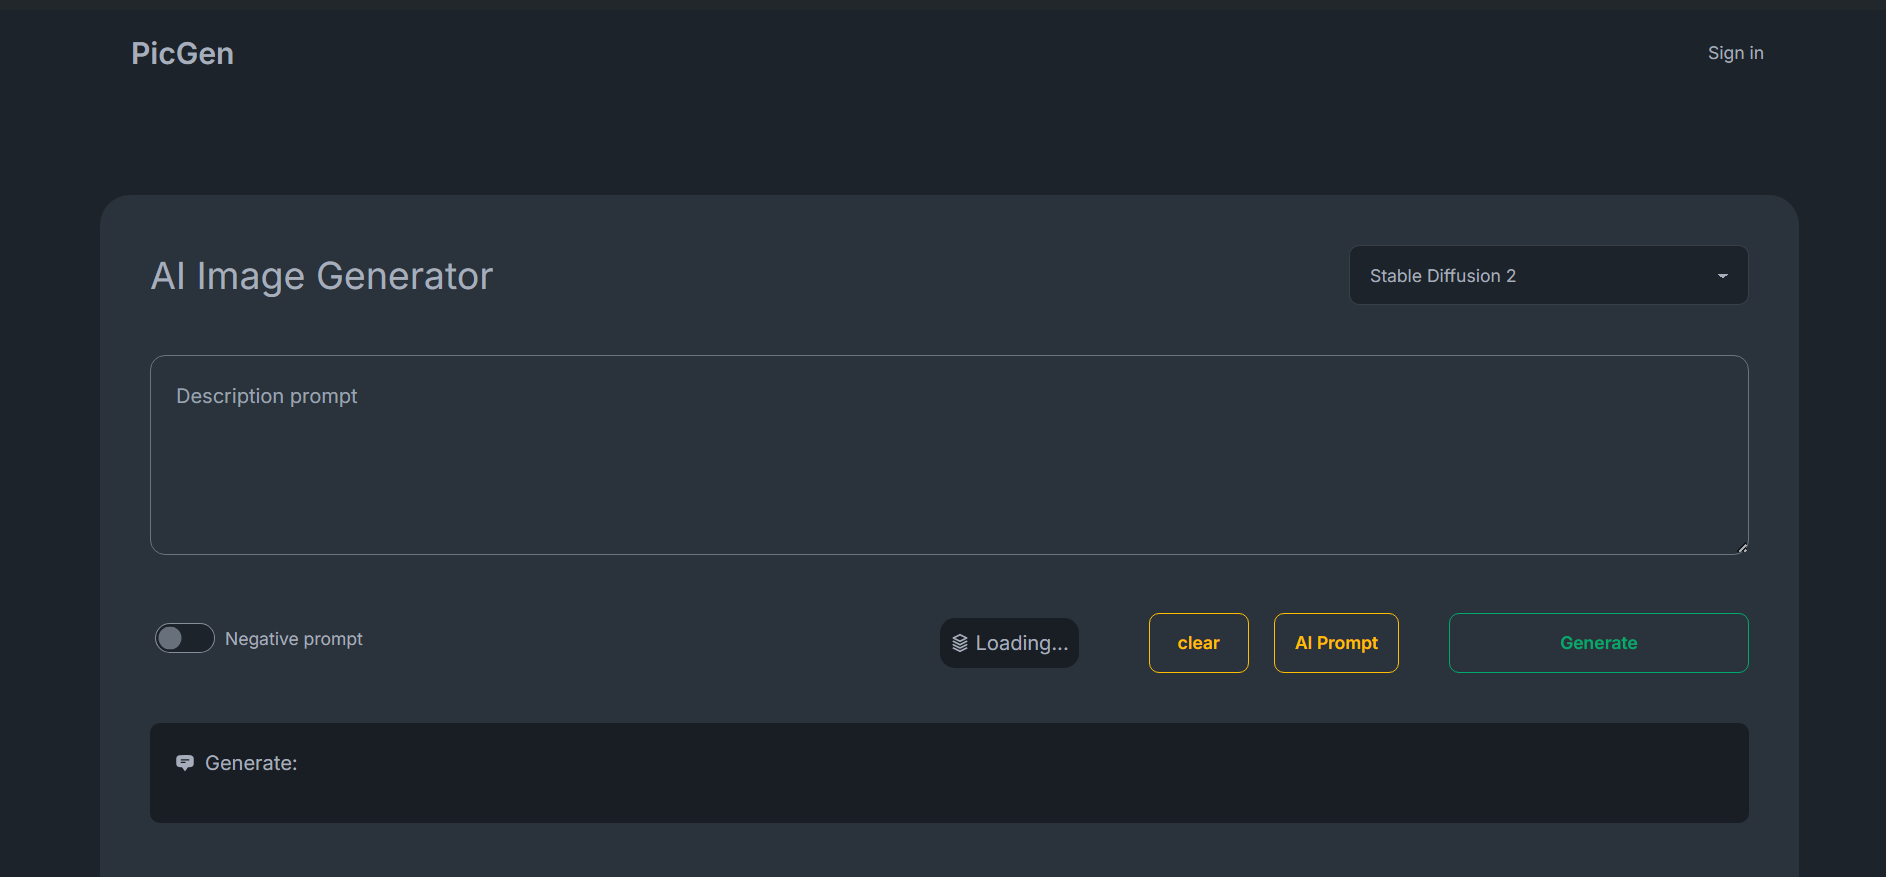 PicGen
Sign in
AI Image Generator
Stable Diffusion 2
Description prompt
Negative prompt
Loading...
clear
AI Prompt
Generate
Generate: